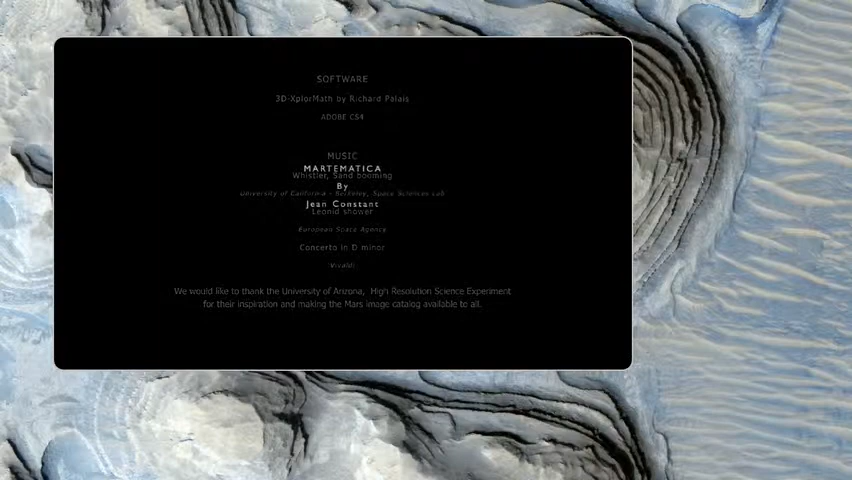 SOFTWARE
3D-XplorMath by Richard Palais
ADOBE CS4
MUSIC
MARTEMATICA
Whistler, Sand booming
By
University of California - Berkeley, Space Sciences Lab
Jean Constant
Leonid shower
European Space Agency
Concerto in D minor
Vivaldi
We would like to thank the University of Arizona, High Resolution Science Experiment
for their inspiration and making the Mars image catalog available to all.